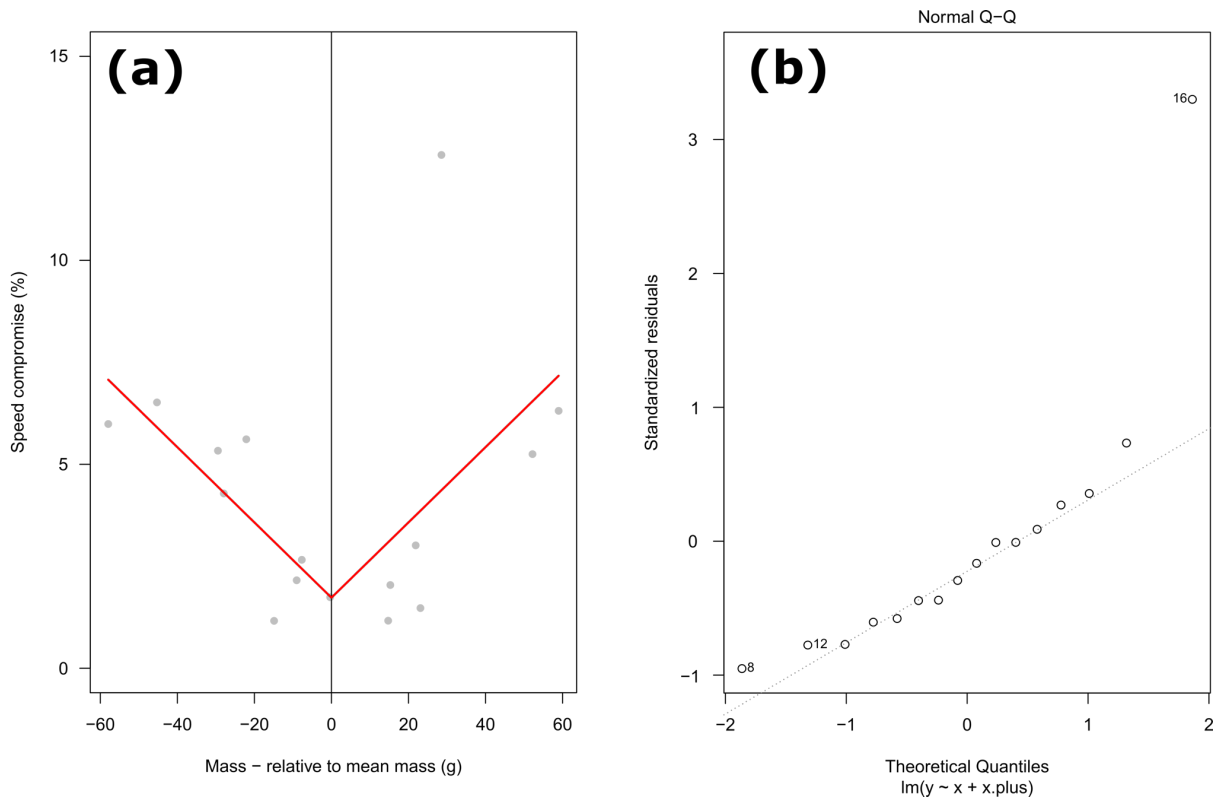 (a)
15
10
5
0
−60 −40 −20 0 20 40 60
Speed compromise (%)
Mass − relative to mean mass (g)
Normal Q−Q
(b)
16
12
8
3
2
1
0
−1
−2 −1 0 1 2
Standardized residuals
Theoretical Quantiles
lm(y ~ x + x.plus)